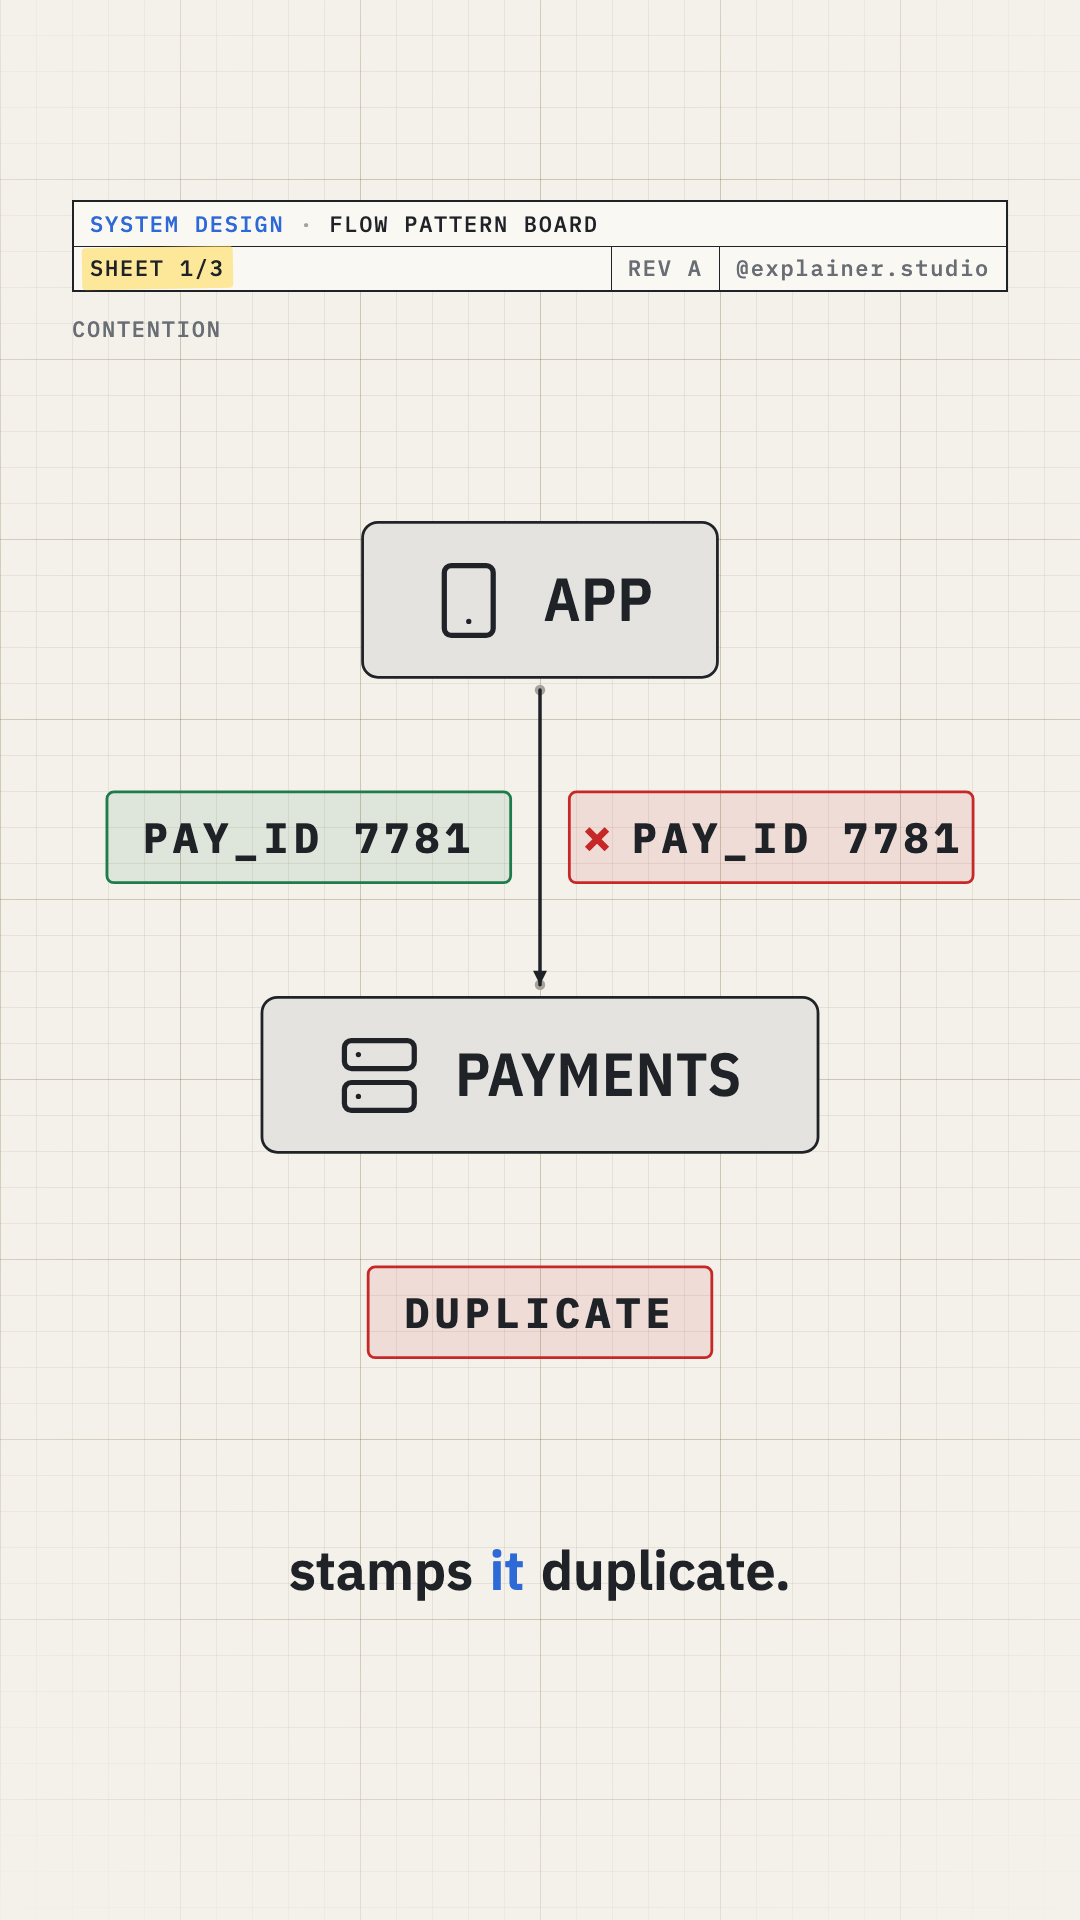 SYSTEM DESIGN · FLOW PATTERN BOARD
SHEET 1/3
REV A
@explainer.studio
CONTENTION
APP
PAY_ID 7781
× PAY_ID 7781
PAYMENTS
DUPLICATE
stamps it duplicate.